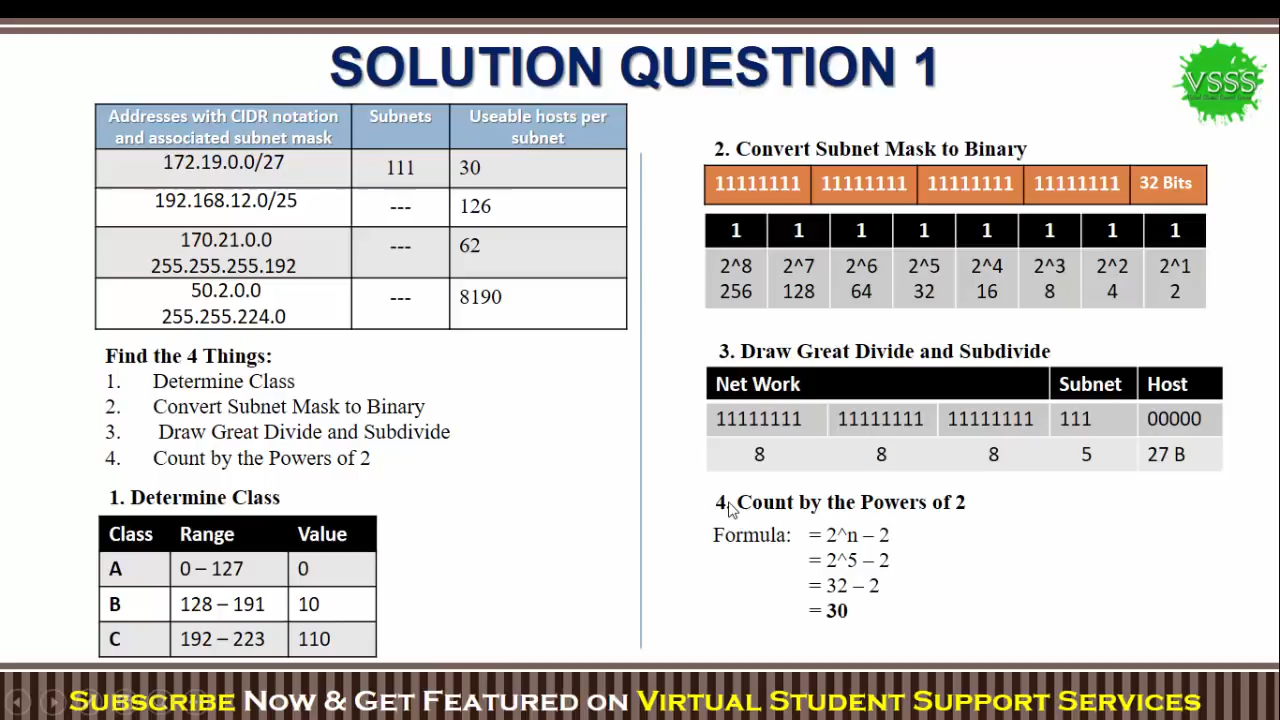 SOLUTION QUESTION 1
VSSS
Addresses with CIDR notation and associated subnet mask Subnets Useable hosts per subnet
172.19.0.0/27 111 30
192.168.12.0/25 --- 126
170.21.0.0 255.255.255.192 --- 62
50.2.0.0 255.255.224.0 --- 8190
Find the 4 Things:
1. Determine Class
2. Convert Subnet Mask to Binary
3. Draw Great Divide and Subdivide
4. Count by the Powers of 2
1. Determine Class
Class Range Value
A 0 – 127 0
B 128 – 191 10
C 192 – 223 110
2. Convert Subnet Mask to Binary
11111111 11111111 11111111 11111111 32 Bits
1 1 1 1 1 1 1 1
2^8 2^7 2^6 2^5 2^4 2^3 2^2 2^1
256 128 64 32 16 8 4 2
3. Draw Great Divide and Subdivide
Net Work Subnet Host
11111111 11111111 11111111 111 00000
8 8 8 5 27 B
4. Count by the Powers of 2
Formula: = 2^n – 2
= 2^5 – 2
= 32 – 2
= 30
SUBSCRIBE NOW & GET FEATURED ON VIRTUAL STUDENT SUPPORT SERVICES